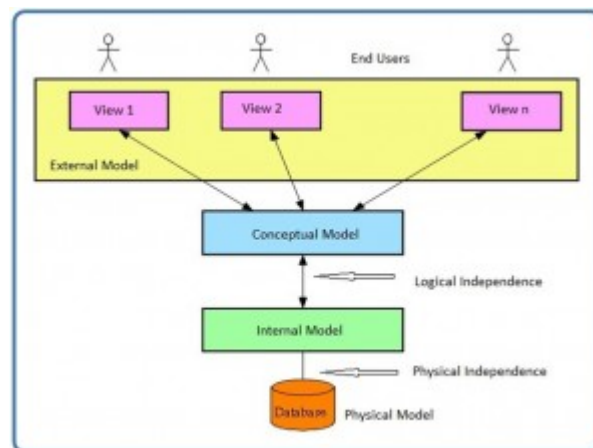 End Users
View 1
View 2
View n
External Model
Conceptual Model
Logical Independence
Internal Model
Physical Independence
Database
Physical Model